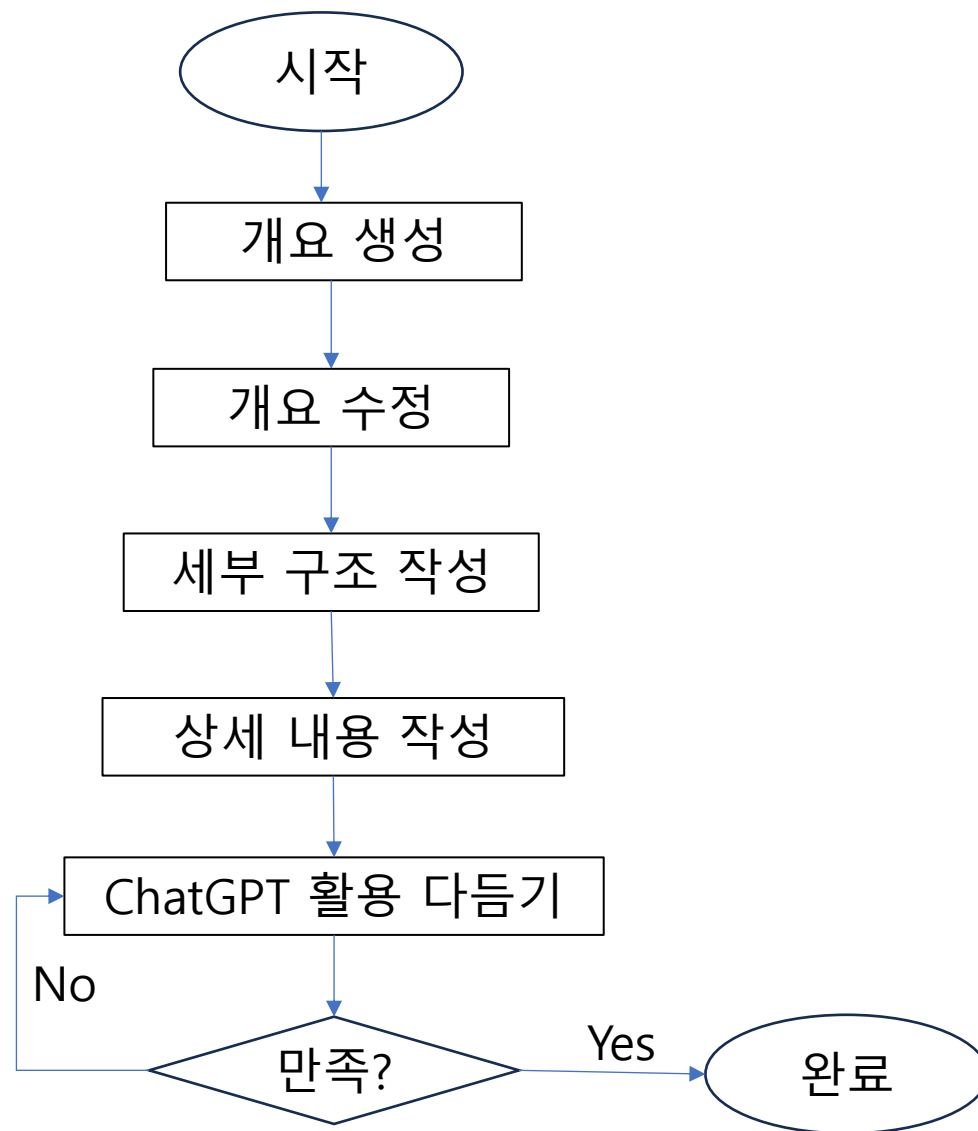 시작
개요 생성
개요 수정
세부 구조 작성
상세 내용 작성
ChatGPT 활용 다듬기
No
만족?
Yes
완료